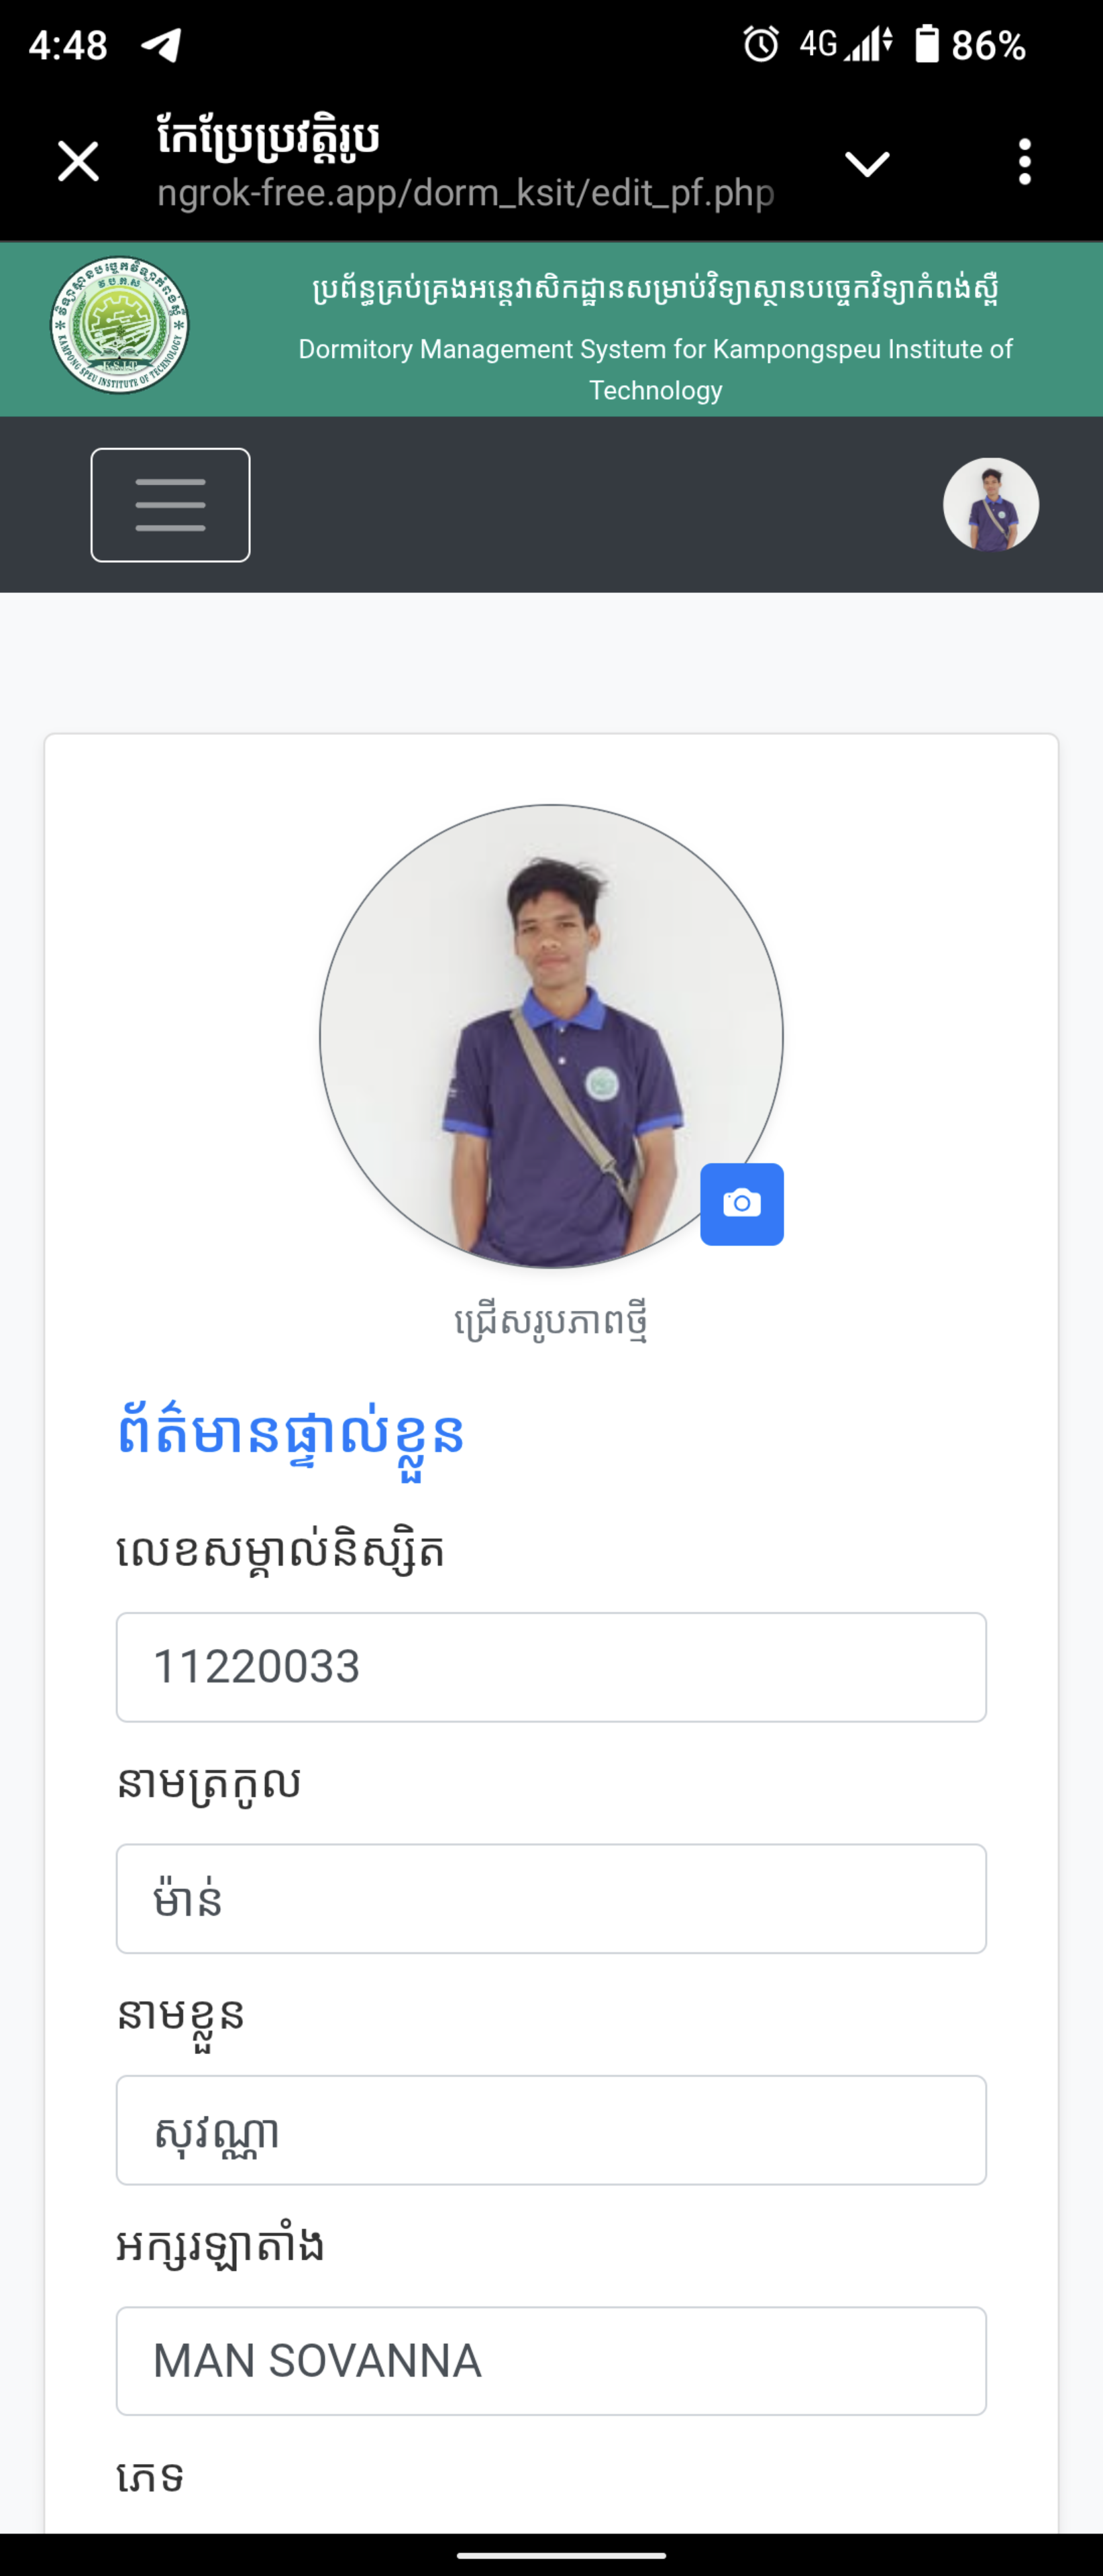 4:48
4G
86%
កែប្រែប្រវត្តិរូប
ngrok-free.app/dorm_ksit/edit_pf.php
ប្រព័ន្ធគ្រប់គ្រងអន្តេវាសិកដ្ឋានសម្រាប់វិទ្យាស្ថានបច្ចេកវិទ្យាកំពង់ស្ពឺ
Dormitory Management System for Kampongspeu Institute of
Technology
KAMPONG SPEU INSTITUTE OF TECHNOLOGY
ជ្រើសរូបភាពថ្មី
ព័ត៌មានផ្ទាល់ខ្លួន
លេខសម្គាល់និស្សិត
11220033
នាមត្រកូល
ម៉ាន់
នាមខ្លួន
សុវណ្ណា
អក្សរឡាតាំង
MAN SOVANNA
ភេទ